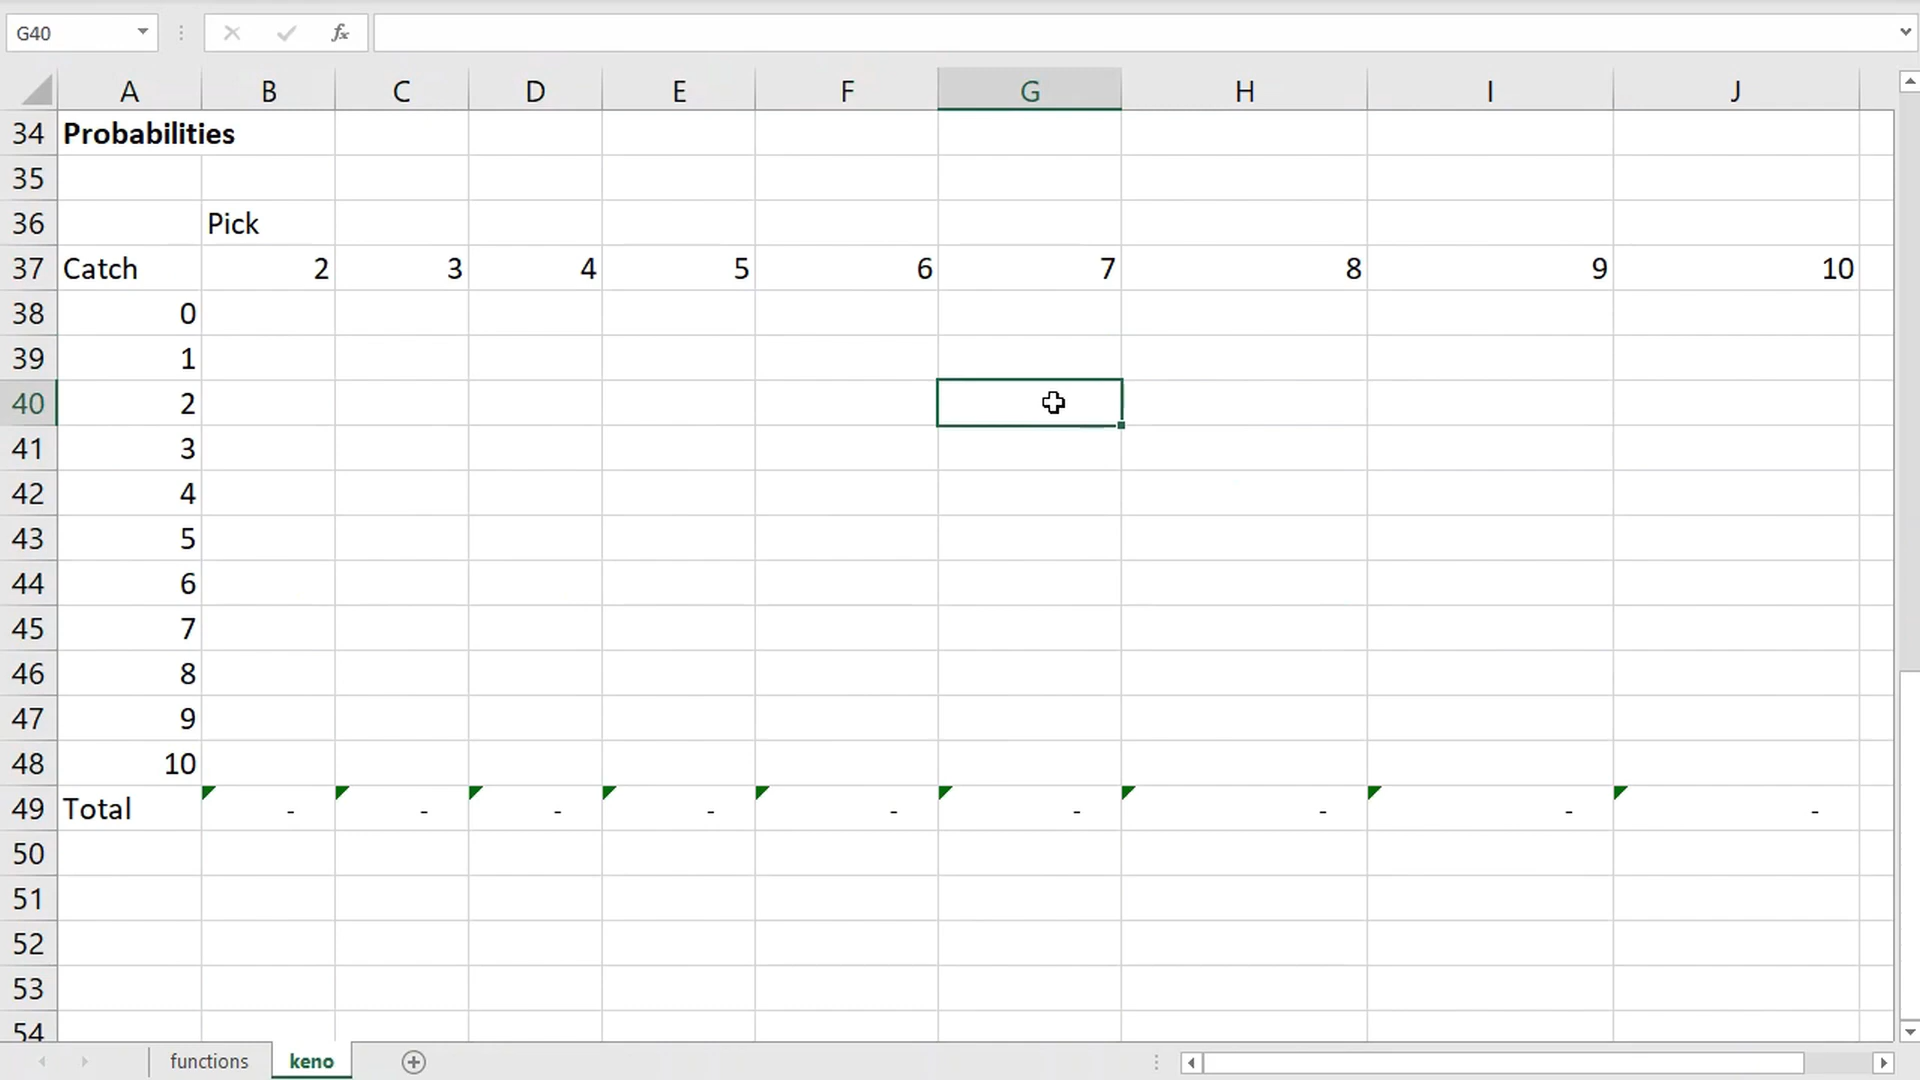 G40
fx
A B C D E F G H I J
34 Probabilities
35
36 Pick
37 Catch 2 3 4 5 6 7 8 9 10
38 0
39 1
40 2
41 3
42 4
43 5
44 6
45 7
46 8
47 9
48 10
49 Total - - - - - - - - -
50
51
52
53
54
functions keno